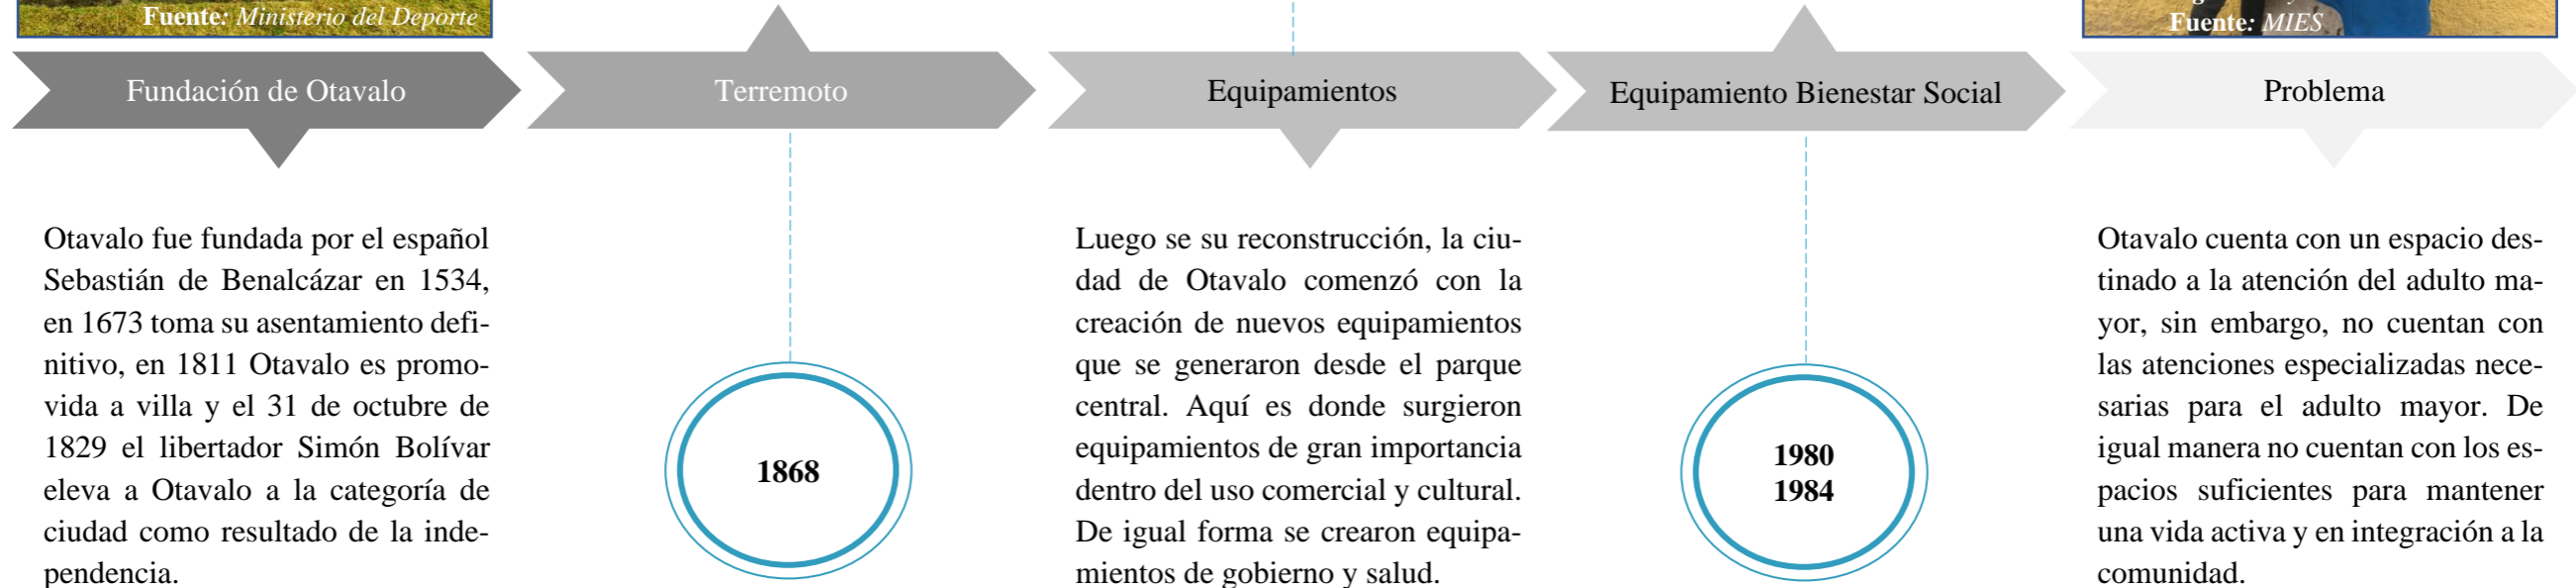 Fuente: Ministerio del Deporte
Fuente: MIES
Fundación de Otavalo
Terremoto
Equipamientos
Equipamiento Bienestar Social
Problema
Otavalo fue fundada por el español
Sebastián de Benalcázar en 1534,
en 1673 toma su asentamiento defi-
nitivo, en 1811 Otavalo es promo-
vida a villa y el 31 de octubre de
1829 el libertador Simón Bolívar
eleva a Otavalo a la categoría de
ciudad como resultado de la inde-
pendencia.
1868
Luego se su reconstrucción, la ciu-
dad de Otavalo comenzó con la
creación de nuevos equipamientos
que se generaron desde el parque
central. Aquí es donde surgieron
equipamientos de gran importancia
dentro del uso comercial y cultural.
De igual forma se crearon equipa-
mientos de gobierno y salud.
1980
1984
Otavalo cuenta con un espacio des-
tinado a la atención del adulto ma-
yor, sin embargo, no cuentan con
las atenciones especializadas nece-
sarias para el adulto mayor. De
igual manera no cuentan con los es-
pacios suficientes para mantener
una vida activa y en integración a la
comunidad.